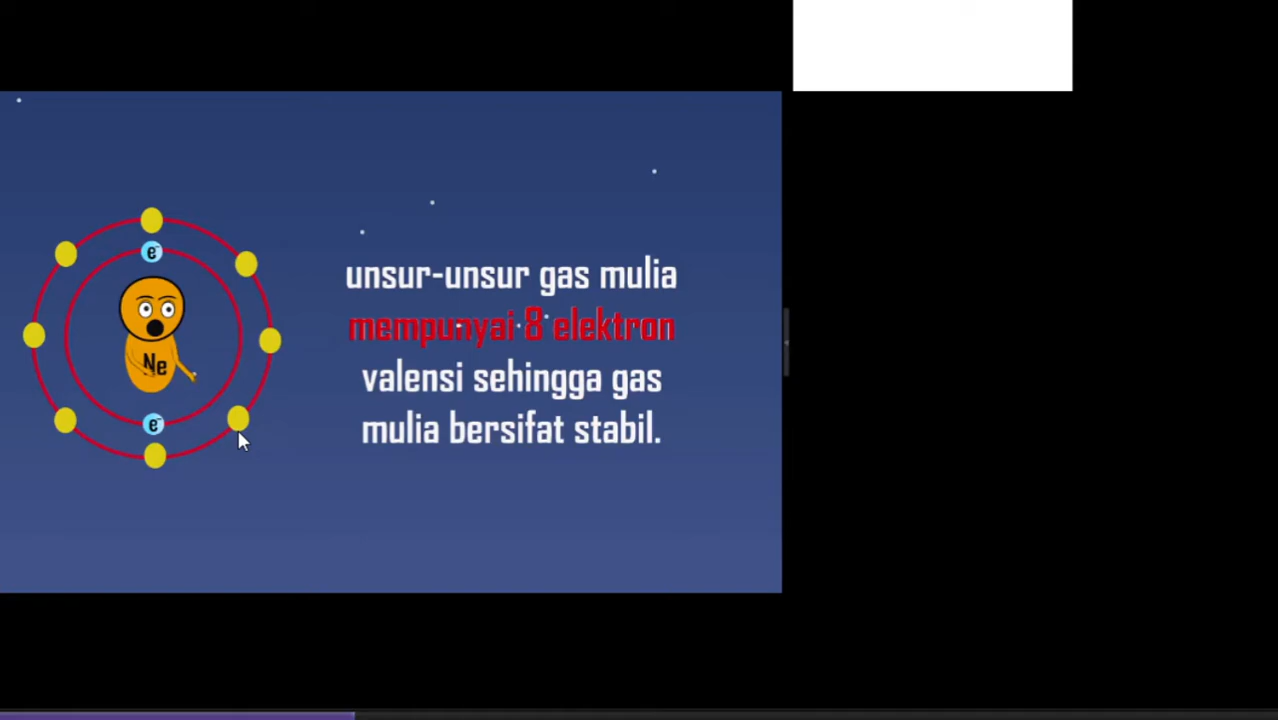 e⁻
Ne
e⁻
unsur-unsur gas mulia
mempunyai 8 elektron
valensi sehingga gas
mulia bersifat stabil.